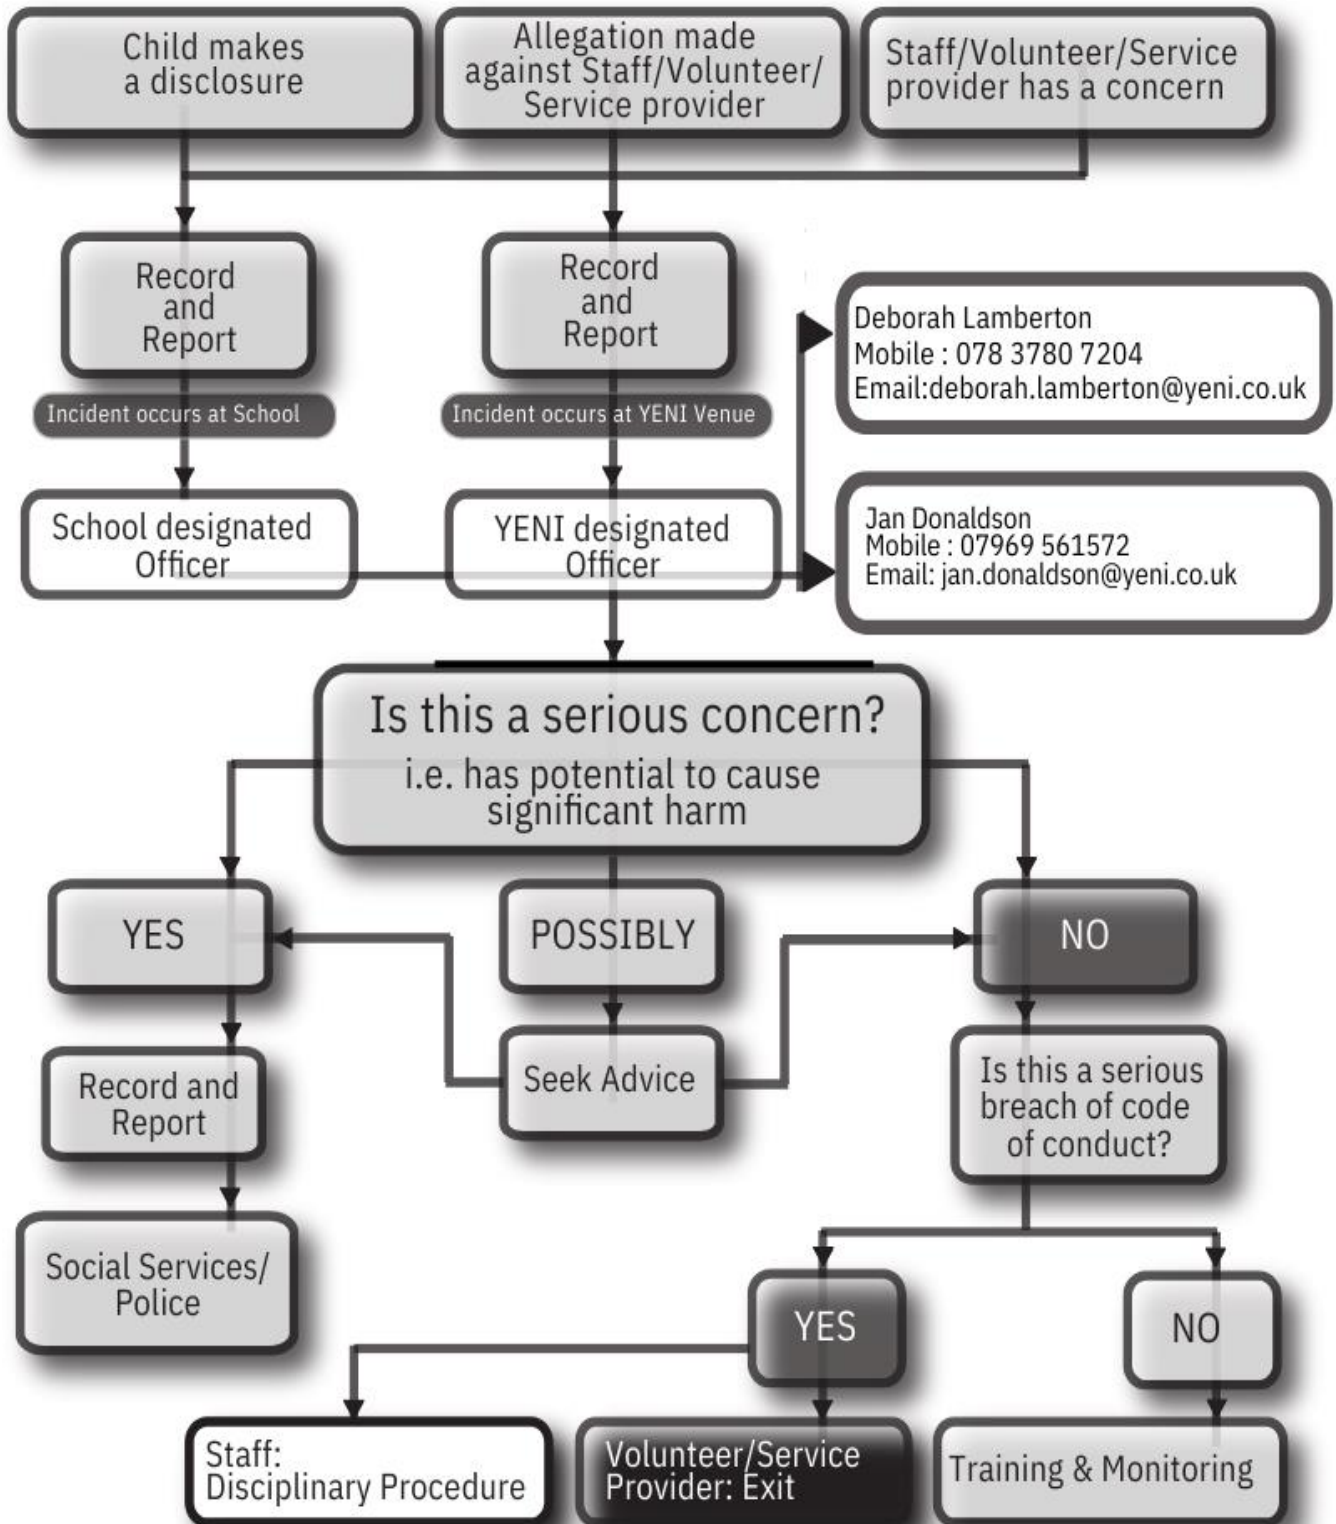 Child makes
a disclosure
Allegation made
against Staff/Volunteer/
Service provider
Staff/Volunteer/Service
provider has a concern
Record
and
Report
Record
and
Report
Deborah Lamberton
Mobile : 078 3780 7204
Email:deborah.lamberton@yeni.co.uk
Incident occurs at School
Incident occurs at YENI Venue
School designated
Officer
YENI designated
Officer
Jan Donaldson
Mobile : 07969 561572
Email: jan.donaldson@yeni.co.uk
Is this a serious concern?
i.e. has potential to cause
significant harm
YES
POSSIBLY
NO
Record and
Report
Seek Advice
Is this a serious
breach of code
of conduct?
Social Services/
Police
YES
NO
Staff:
Disciplinary Procedure
Volunteer/Service
Provider: Exit
Training & Monitoring